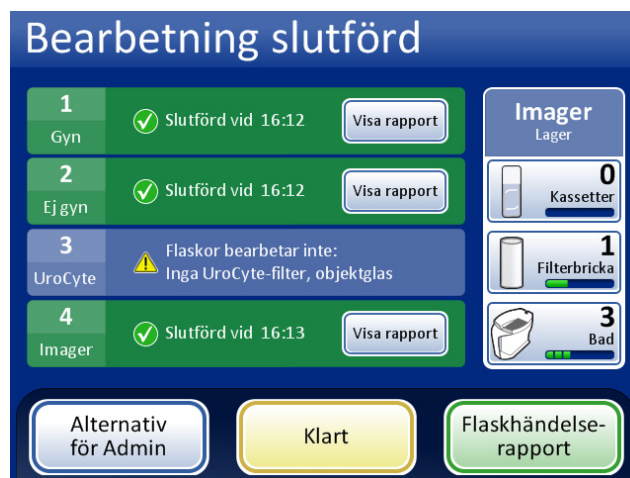 Bearbetning slutförd
1
Gyn
Slutförd vid 16:12
Visa rapport
2
Ej gyn
Slutförd vid 16:12
Visa rapport
3
UroCyte
Flaskor bearbetar inte:
Inga UroCyte-filter, objektglas
4
Imager
Slutförd vid 16:13
Visa rapport
Imager
Lager
0
Kassetter
1
Filterbricka
3
Bad
Alternativ
för Admin
Klart
Flaskhändelse-
rapport